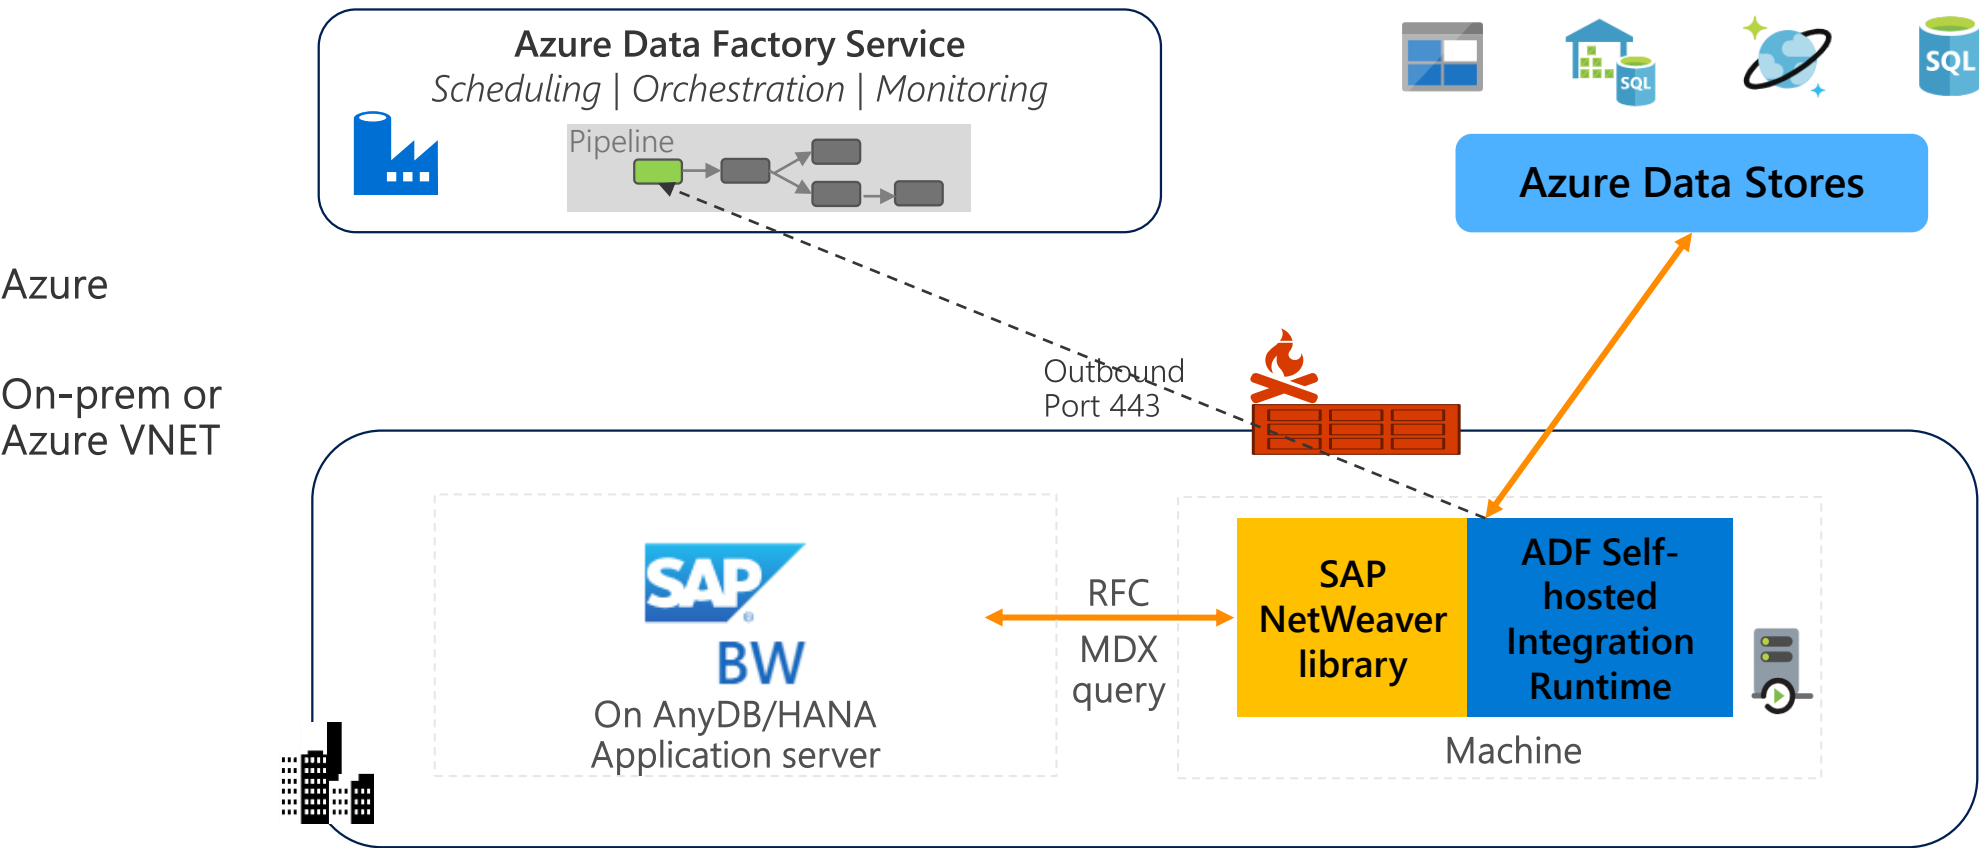 Azure Data Factory Service
Scheduling | Orchestration | Monitoring
Pipeline
SQL
SQL
Azure Data Stores
Azure
On-prem or
Azure VNET
Outbound
Port 443
SAP
®
BW
On AnyDB/HANA
Application server
RFC
MDX
query
SAP
NetWeaver
library
ADF Self-
hosted
Integration
Runtime
Machine